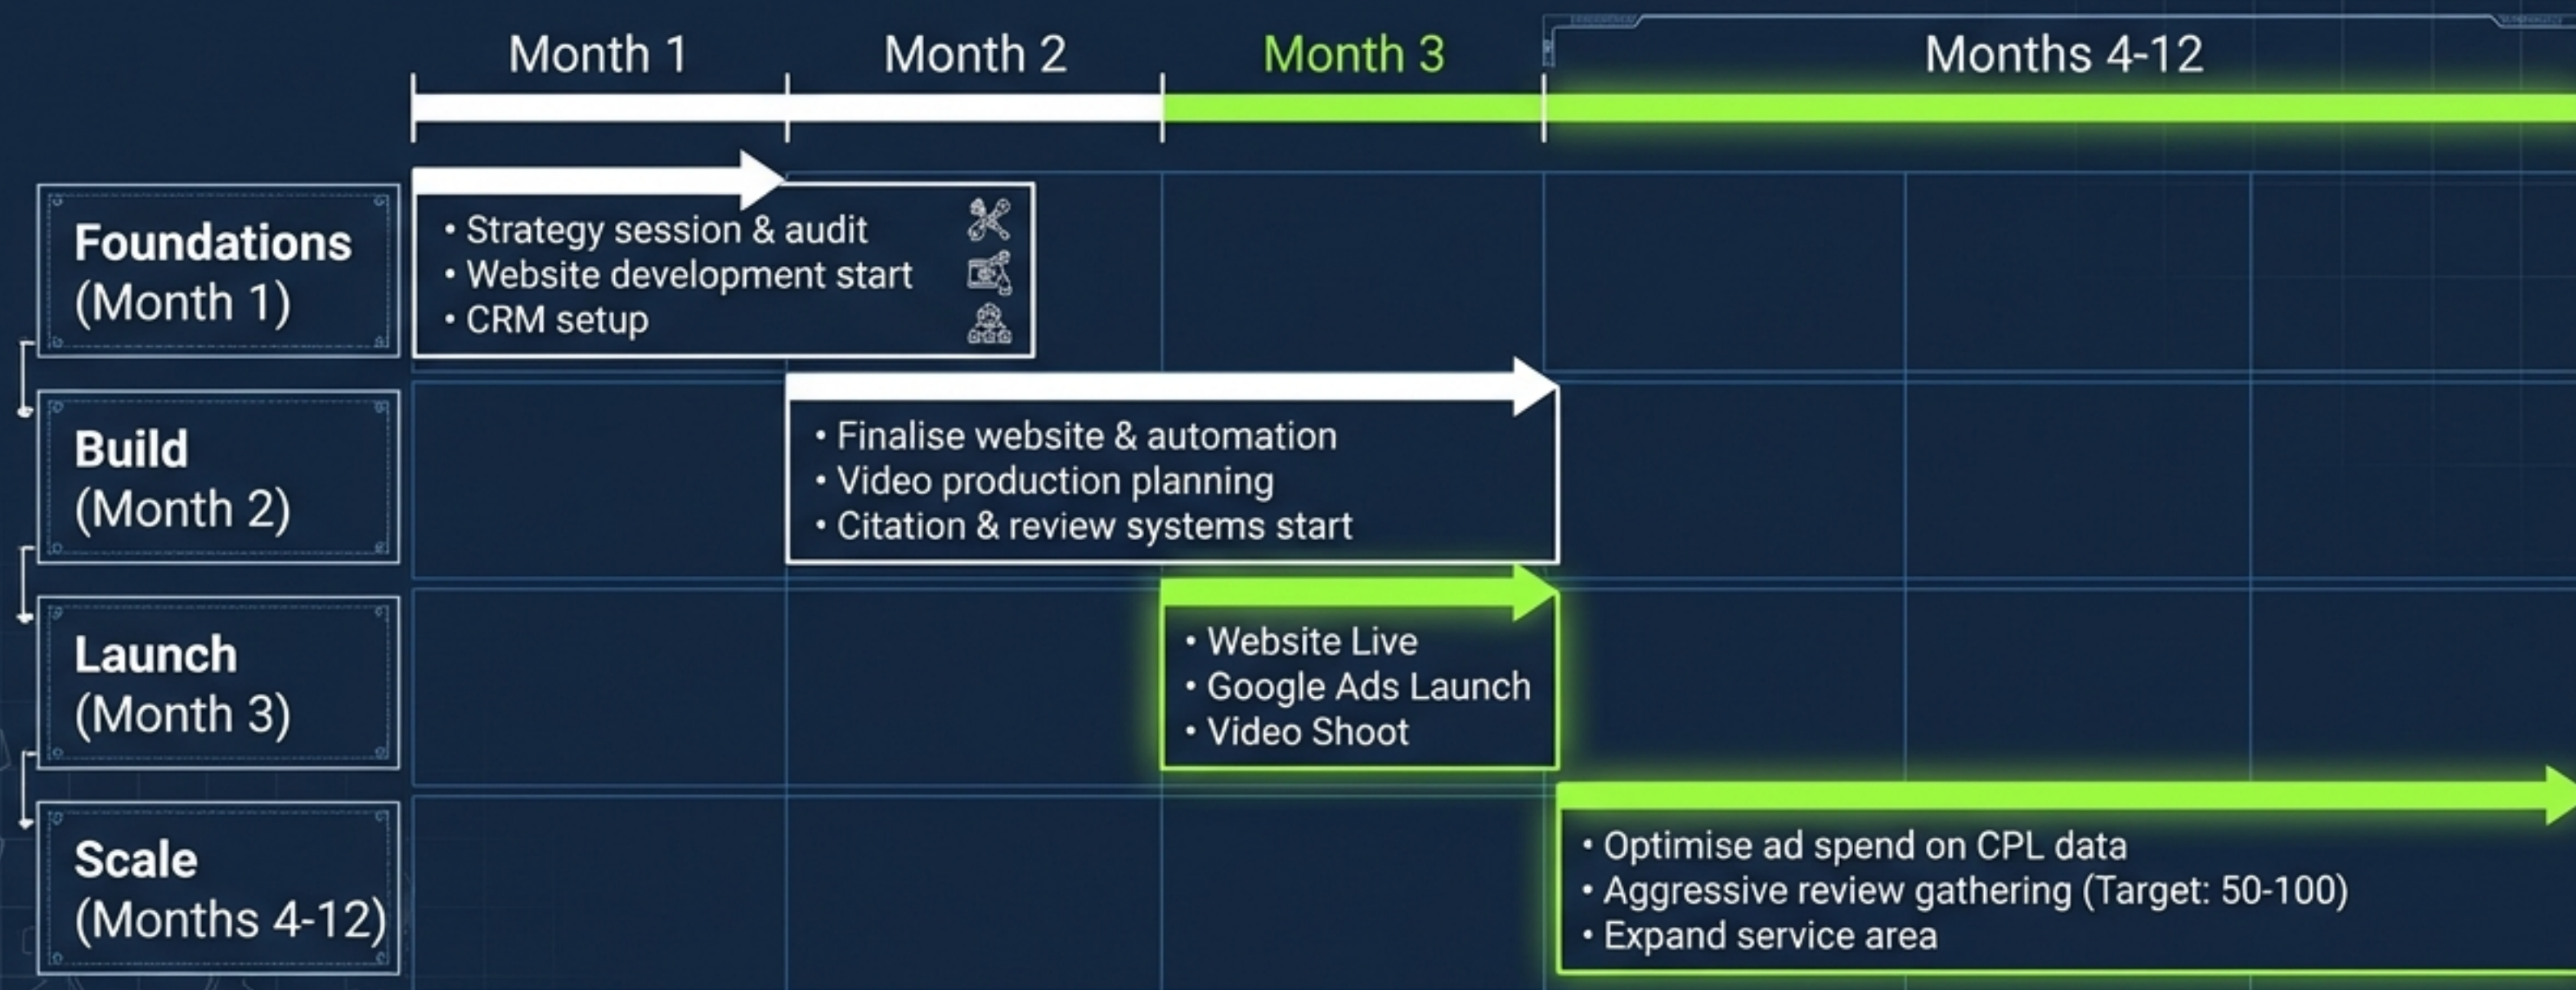 Month 1
Month 2
Month 3
Months 4-12
Foundations
(Month 1)
• Strategy session & audit
• Website development start
• CRM setup
Build
(Month 2)
• Finalise website & automation
• Video production planning
• Citation & review systems start
Launch
(Month 3)
• Website Live
• Google Ads Launch
• Video Shoot
Scale
(Months 4-12)
• Optimise ad spend on CPL data
• Aggressive review gathering (Target: 50-100)
• Expand service area